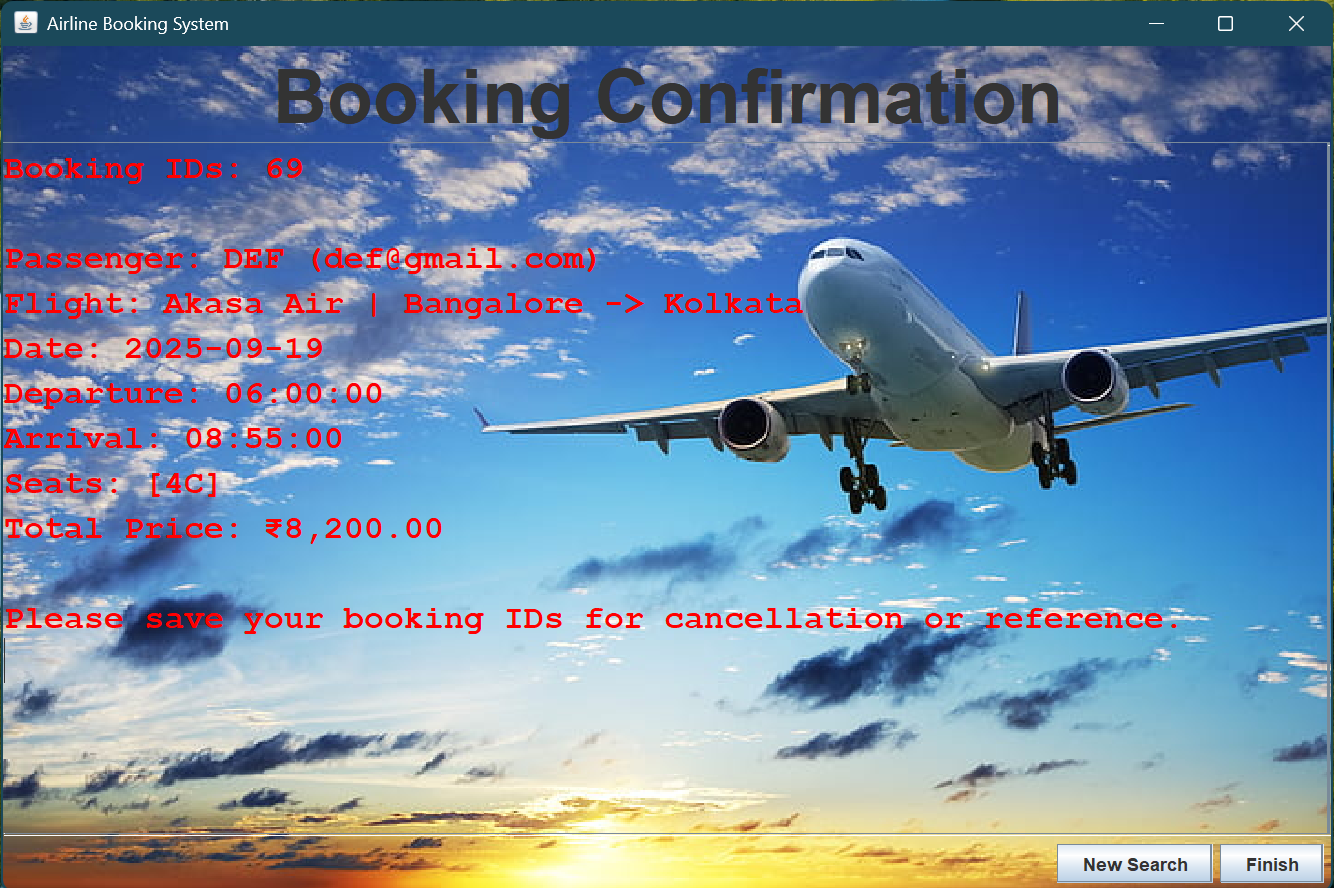 Airline Booking System
Booking Confirmation
Booking IDs: 69
Passenger: DEF (def@gmail.com)
Flight: Akasa Air | Bangalore -> Kolkata
Date: 2025-09-19
Departure: 06:00:00
Arrival: 08:55:00
Seats: [4C]
Total Price: ₹8,200.00
Please save your booking IDs for cancellation or reference.
New Search Finish